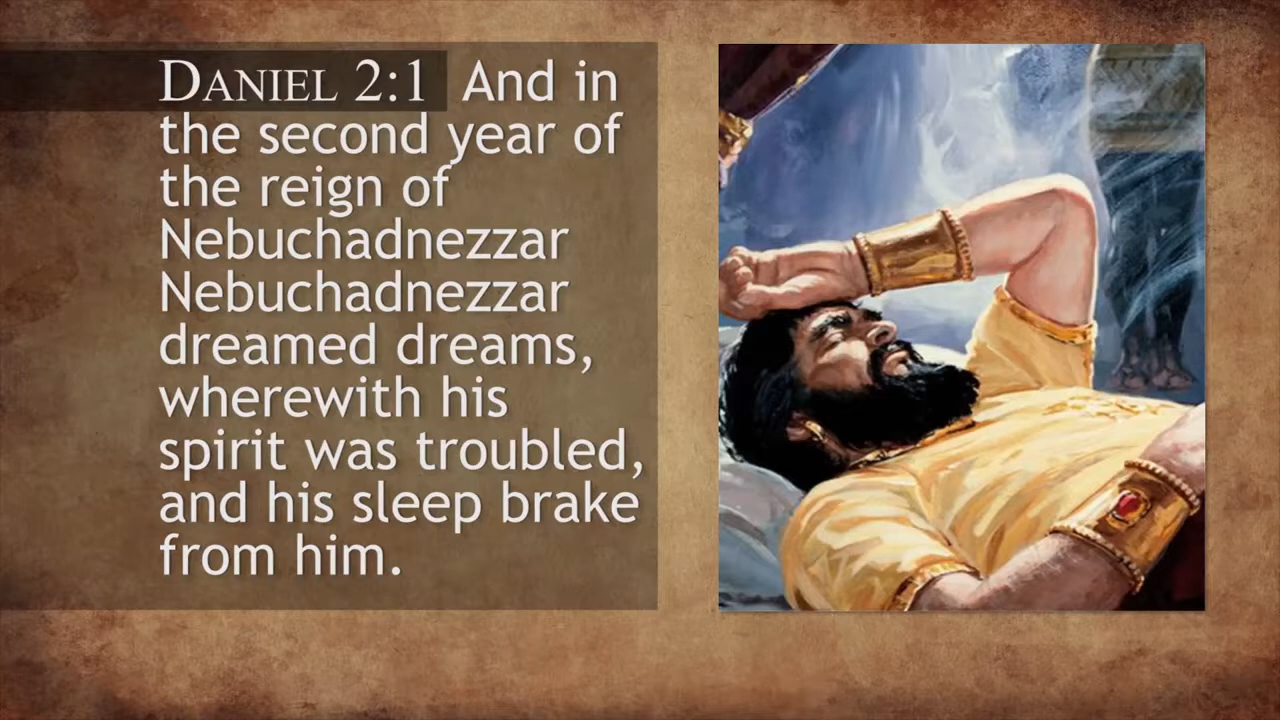 DANIEL 2:1 And in
the second year of
the reign of
Nebuchadnezzar
Nebuchadnezzar
dreamed dreams,
wherewith his
spirit was troubled,
and his sleep brake
from him.